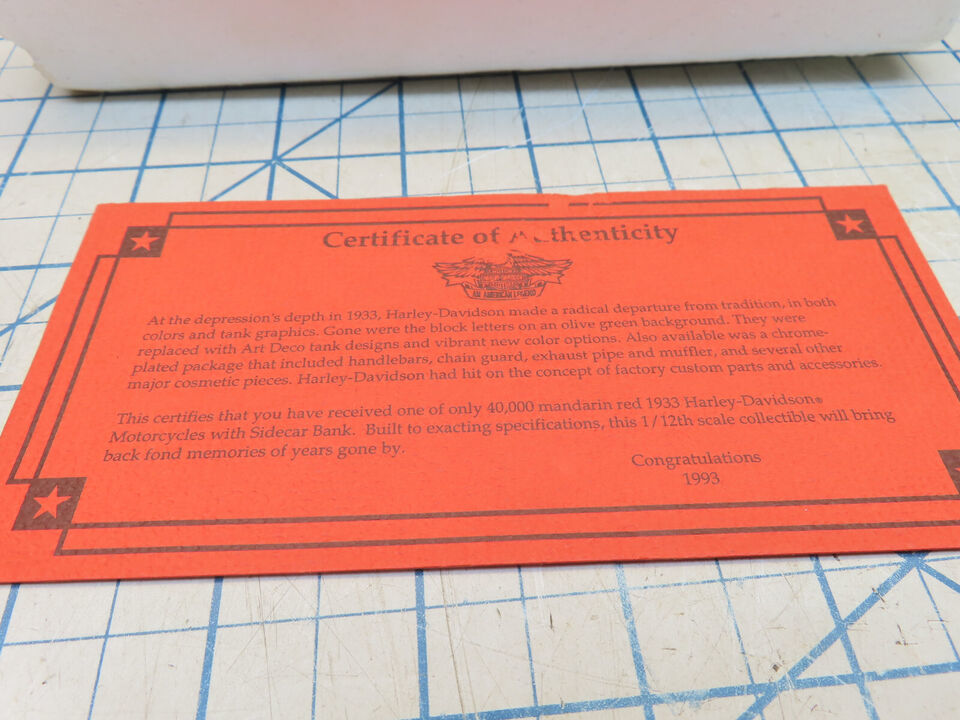 Certificate of Authenticity
AN AMERICAN LEGEND
At the depression's depth in 1933, Harley-Davidson made a radical departure from tradition, in both
colors and tank graphics. Gone were the block letters on an olive green background. They were
replaced with Art Deco tank designs and vibrant new color options. Also available was a chrome-
plated package that included handlebars, chain guard, exhaust pipe and muffler, and several other
major cosmetic pieces. Harley-Davidson had hit on the concept of factory custom parts and accessories.
This certifies that you have received one of only 40,000 mandarin red 1933 Harley-Davidson®
Motorcycles with Sidecar Bank. Built to exacting specifications, this 1/12th scale collectible will bring
back fond memories of years gone by.
Congratulations
1993